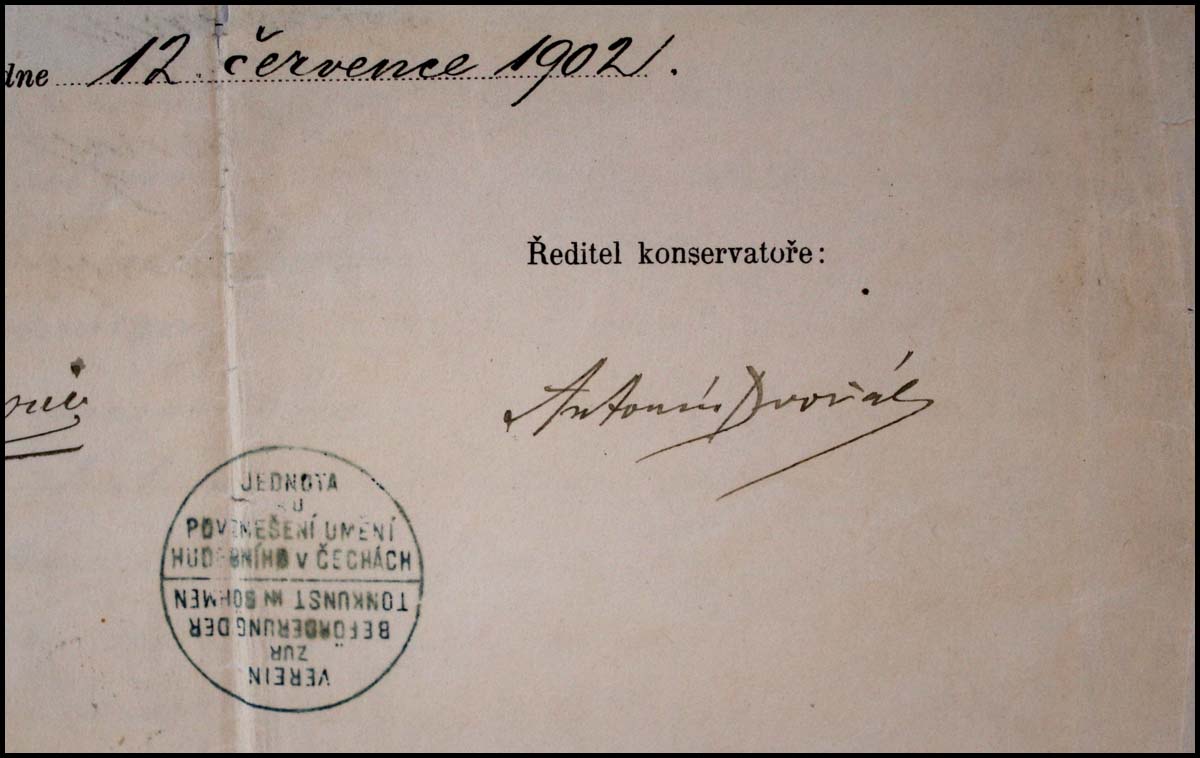 dne 12. července 1902.
Ředitel konservatoře:
Antonín Dvořák
JEDNOTA
KU
POVZNEŠENÍ UMĚNÍ
HUDEBNÍHO v ČECHÁCH
VEREIN
ZUR
BEFÖRDERUNG DER
TONKUNST IN BÖHMEN